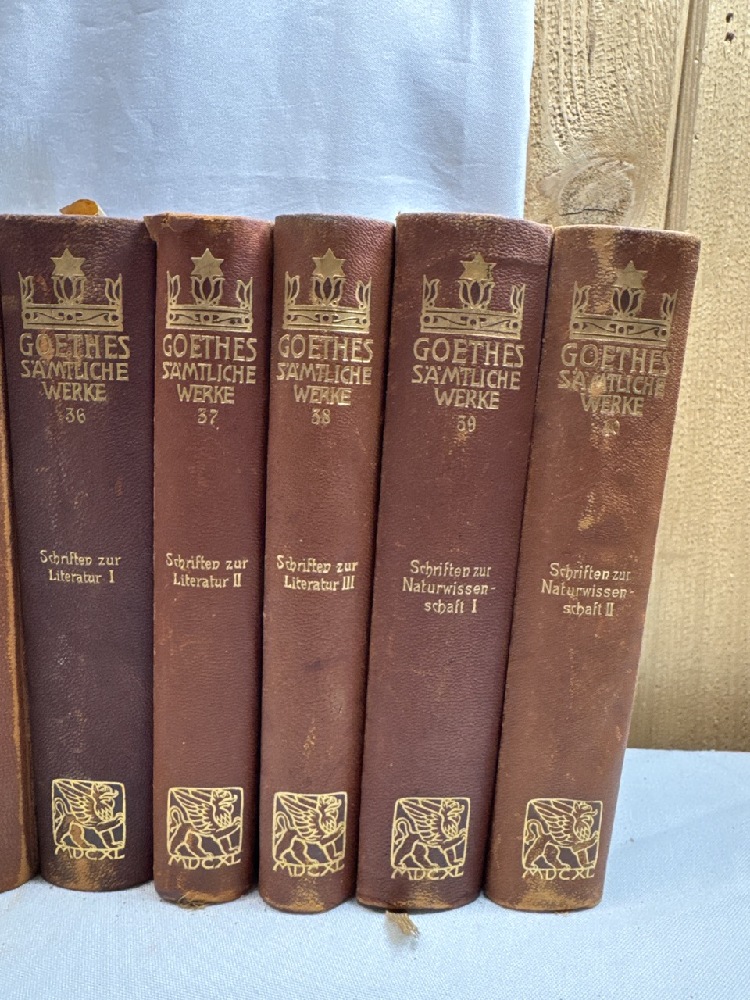 GOETHES
SÄMTLICHE
WERKE
36
Schriften zur
Literatur I
MDCXL
GOETHES
SÄMTLICHE
WERKE
37
Schriften zur
Literatur II
MDCXL
GOETHES
SÄMTLICHE
WERKE
38
Schriften zur
Literatur III
MDCXL
GOETHES
SÄMTLICHE
WERKE
39
Schriften zur
Naturwissen-
schaft I
MDCXL
GOETHES
SÄMTLICHE
WERKE
Schriften zur
Naturwissen-
schaft II
MDCXL